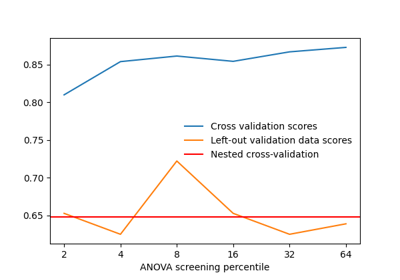 0.85
0.80
0.75
0.70
0.65
Cross validation scores
Left-out validation data scores
Nested cross-validation
2 4 8 16 32 64
ANOVA screening percentile